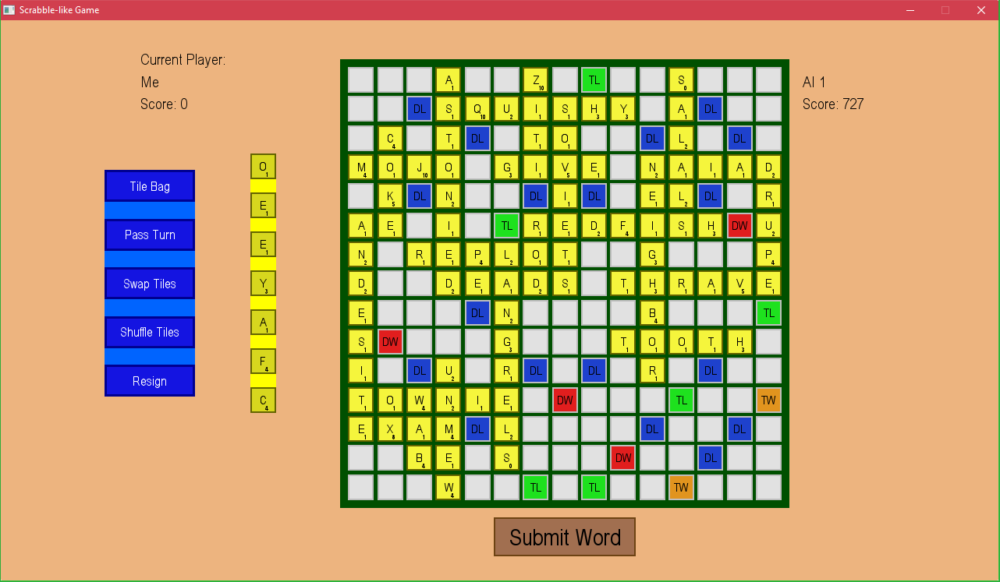 Scrabble-like Game
Current Player:
Me
Score: 0
Tile Bag
Pass Turn
Swap Tiles
Shuffle Tiles
Resign
O1
E1
E1
Y3
A1
F4
C4
A1 Z10 TL S0
DL S1 Q10 U2 I1 S1 H3 Y3 A1 DL
C4 T1 DL T1 O1 DL L2 DL
M4 O1 J10 O1 G3 I1 V5 E1 N2 A1 I1 A1 D2
K5 DL N2 DL I1 DL E1 L2 DL R1
A1 E1 I1 TL R1 E1 D2 F4 I1 S1 H3 DW U2
N2 R1 E1 P4 L2 O1 T1 G3 P4
D2 D2 E1 A1 D2 S1 T1 H3 R1 A1 V5 E1
E1 DL N2 B4 TL
S1 DW G3 T1 O1 O1 T1 H3
I1 DL U2 R1 DL DL R1 DL
T1 O1 W4 N2 I1 E1 DW TL TW
E1 X8 A1 M4 DL L2 DL DL
B4 E1 S0 DW DL
W4 TL TL TW
AI 1
Score: 727
Submit Word